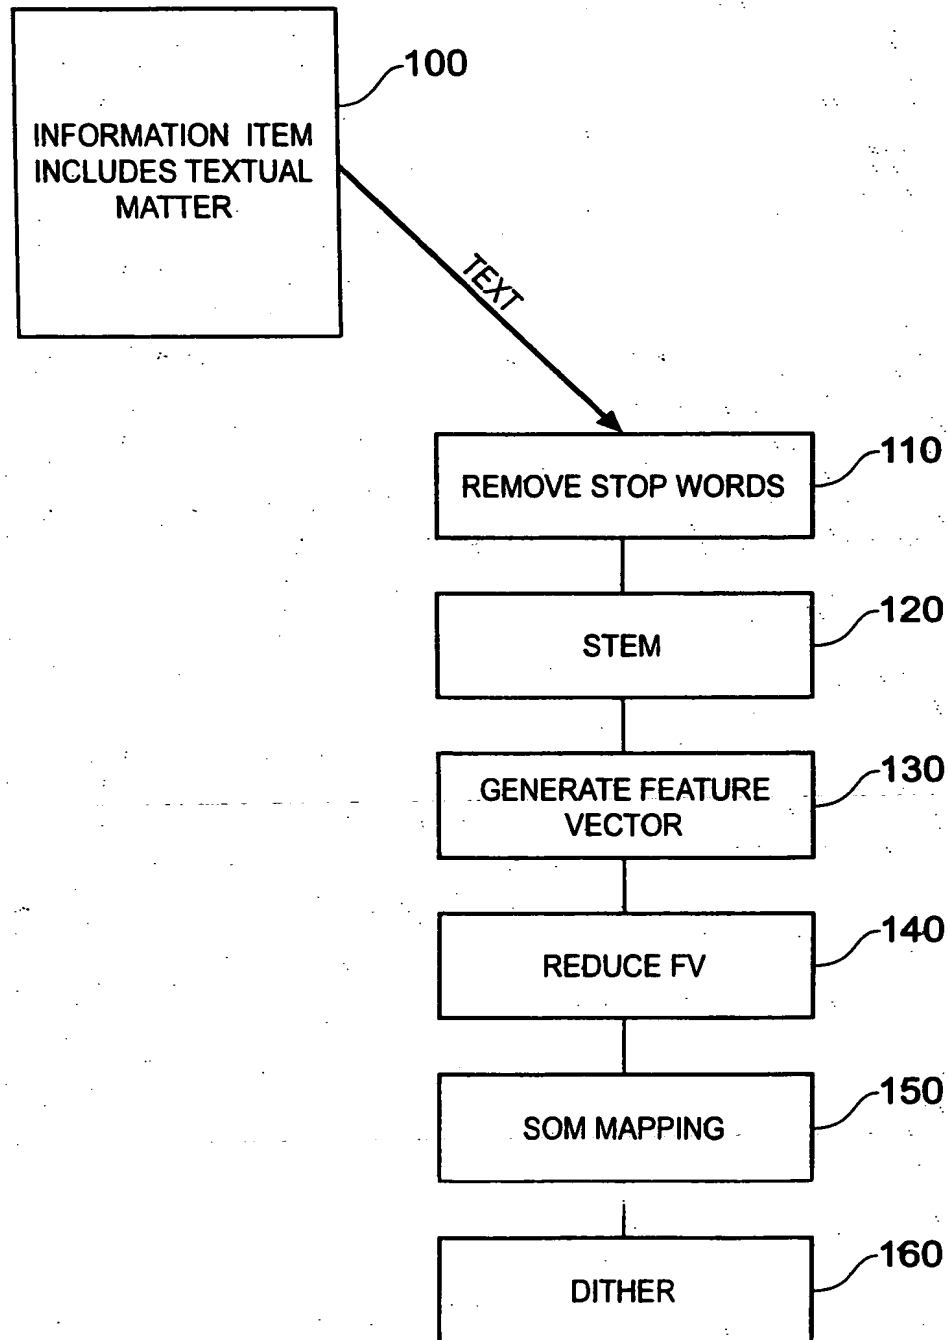 100
INFORMATION ITEM
INCLUDES TEXTUAL
MATTER
TEXT
110
REMOVE STOP WORDS
120
STEM
130
GENERATE FEATURE
VECTOR
140
REDUCE FV
150
SOM MAPPING
160
DITHER